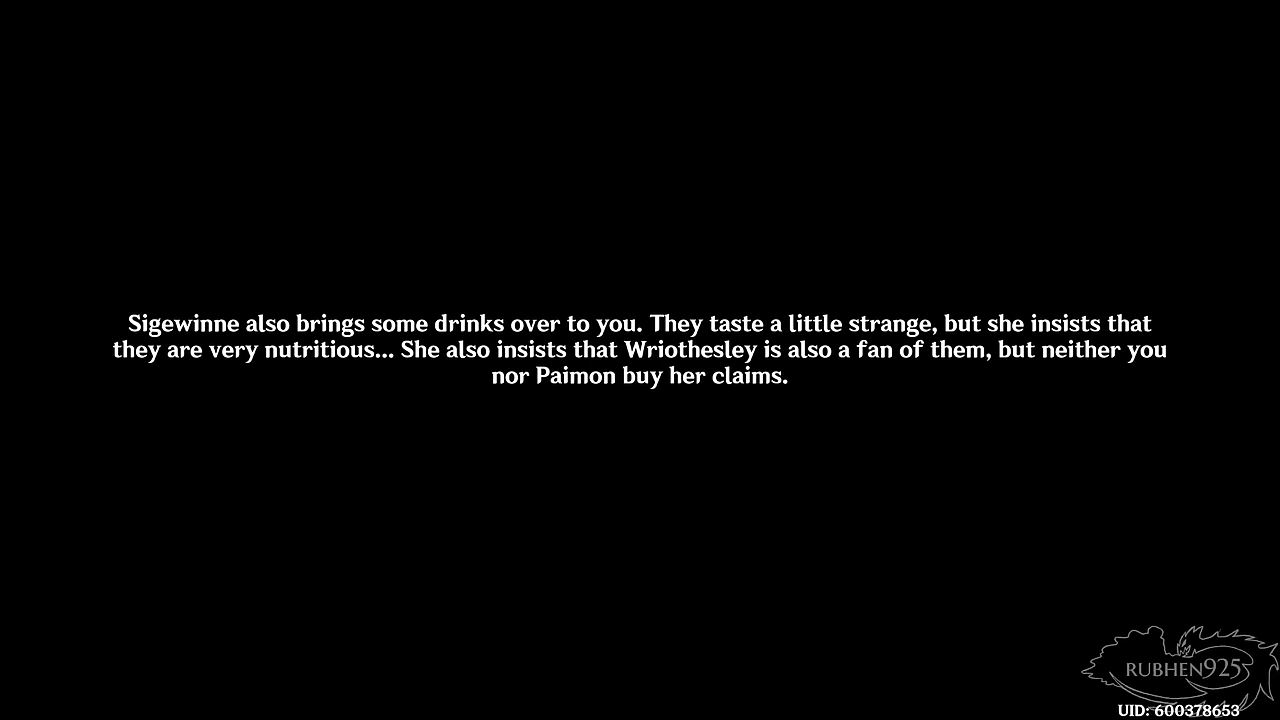 Sigewinne also brings some drinks over to you. They taste a little strange, but she insists that
they are very nutritious... She also insists that Wriothesley is also a fan of them, but neither you
nor Paimon buy her claims.
RUBHEN925
UID: 600378653